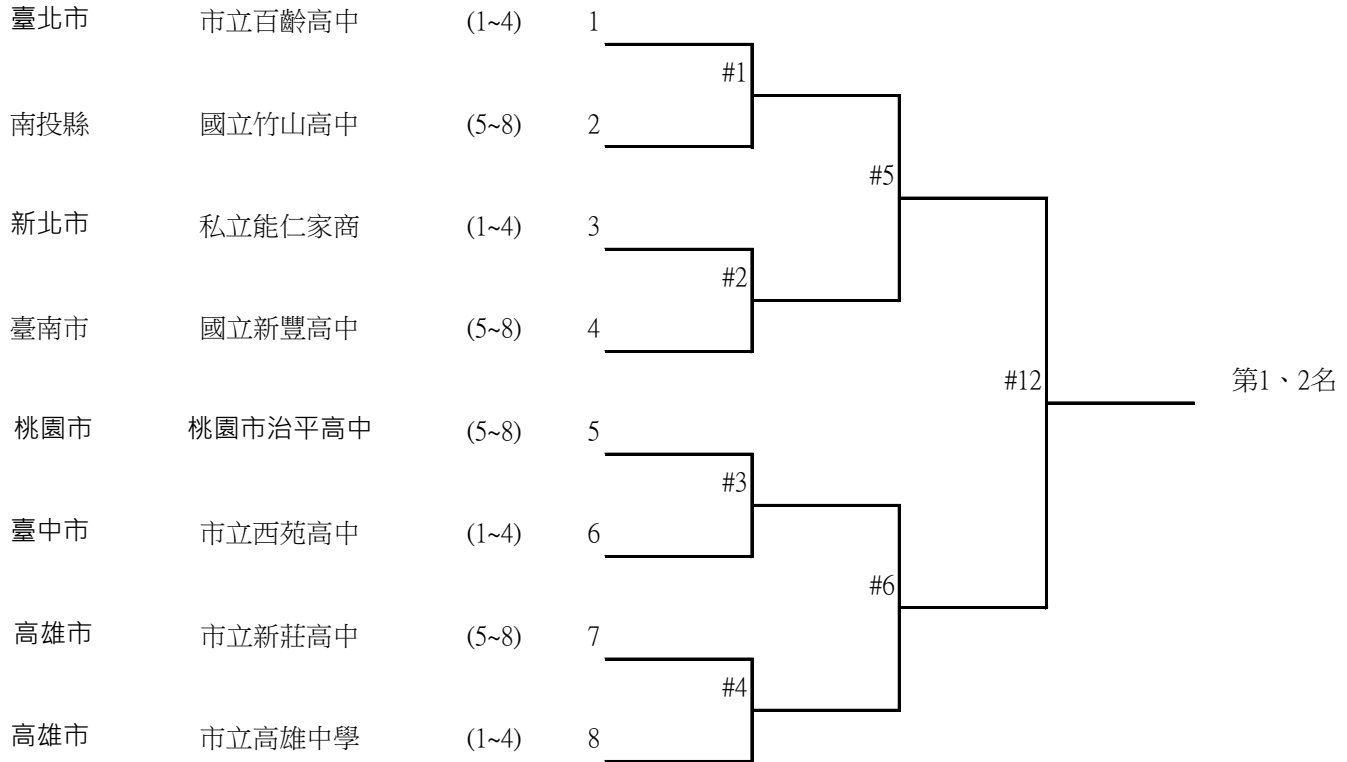 臺北市 市立百齡高中 (1~4) 1
#1
南投縣 國立竹山高中 (5~8) 2
#5
新北市 私立能仁家商 (1~4) 3
#2
臺南市 國立新豐高中 (5~8) 4
#12 第1、2名
桃園市 桃園市治平高中 (5~8) 5
#3
臺中市 市立西苑高中 (1~4) 6
#6
高雄市 市立新莊高中 (5~8) 7
#4
高雄市 市立高雄中學 (1~4) 8